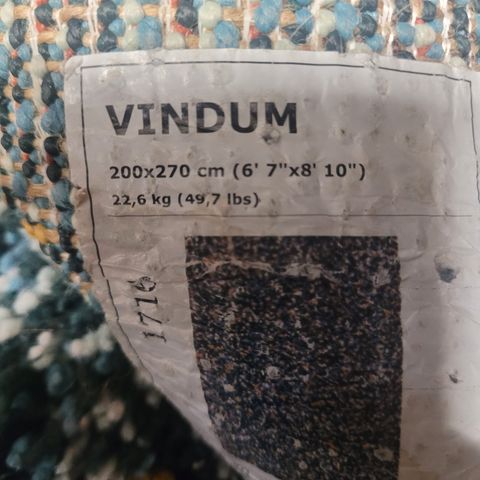 VINDUM
200x270 cm (6' 7"x8' 10")
22,6 kg (49,7 lbs)
1716